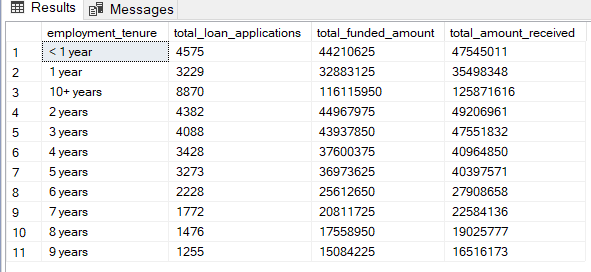 Results Messages
employment_tenure total_loan_applications total_funded_amount total_amount_received
1 < 1 year 4575 44210625 47545011
2 1 year 3229 32883125 35498348
3 10+ years 8870 116115950 125871616
4 2 years 4382 44967975 49206961
5 3 years 4088 43937850 47551832
6 4 years 3428 37600375 40964850
7 5 years 3273 36973625 40397571
8 6 years 2228 25612650 27908658
9 7 years 1772 20811725 22584136
10 8 years 1476 17558950 19025777
11 9 years 1255 15084225 16516173